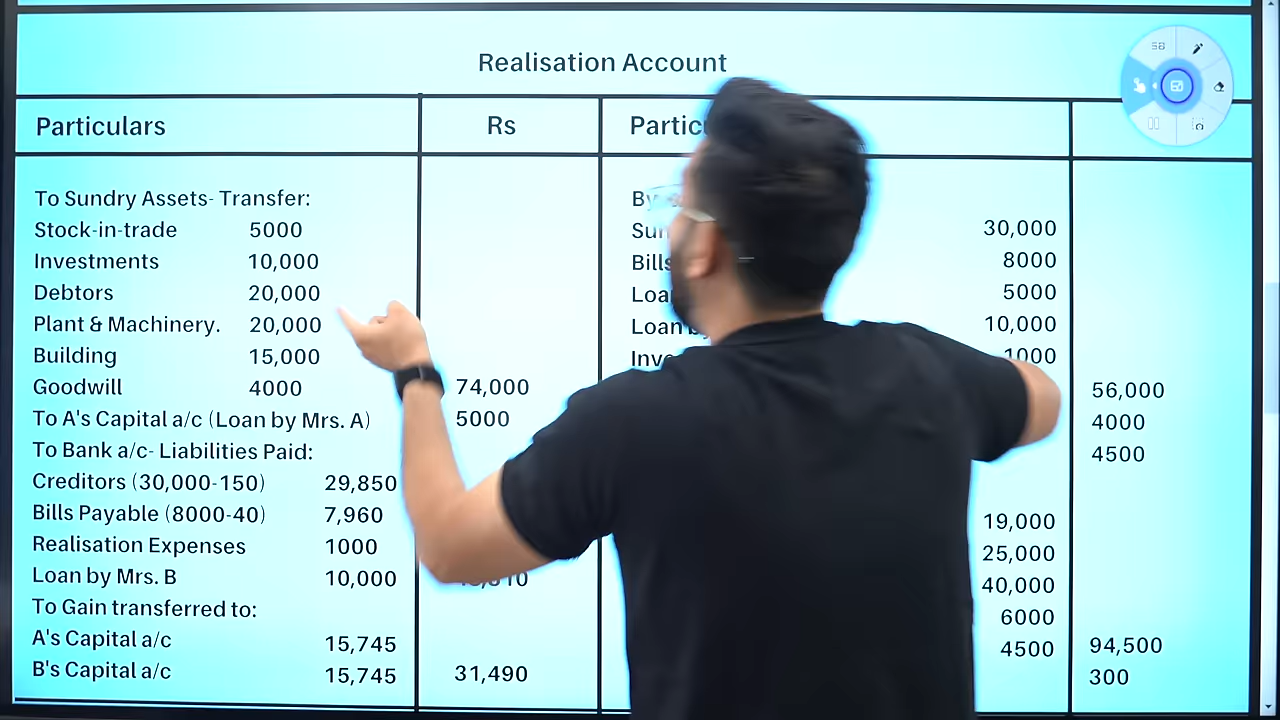 Realisation Account
Particulars Rs
To Sundry Assets- Transfer:
Stock-in-trade 5000
Investments 10,000
Debtors 20,000
Plant & Machinery. 20,000
Building 15,000
Goodwill 4000 74,000
To A's Capital a/c (Loan by Mrs. A) 5000
To Bank a/c- Liabilities Paid:
Creditors (30,000-150) 29,850
Bills Payable (8000-40) 7,960
Realisation Expenses 1000
Loan by Mrs. B 10,000
To Gain transferred to:
A's Capital a/c 15,745
B's Capital a/c 15,745 31,490
By
30,000
Bills 8000
5000
Loan 10,000
1000
56,000
4000
4500
19,000
25,000
40,000
6000
4500 94,500
300